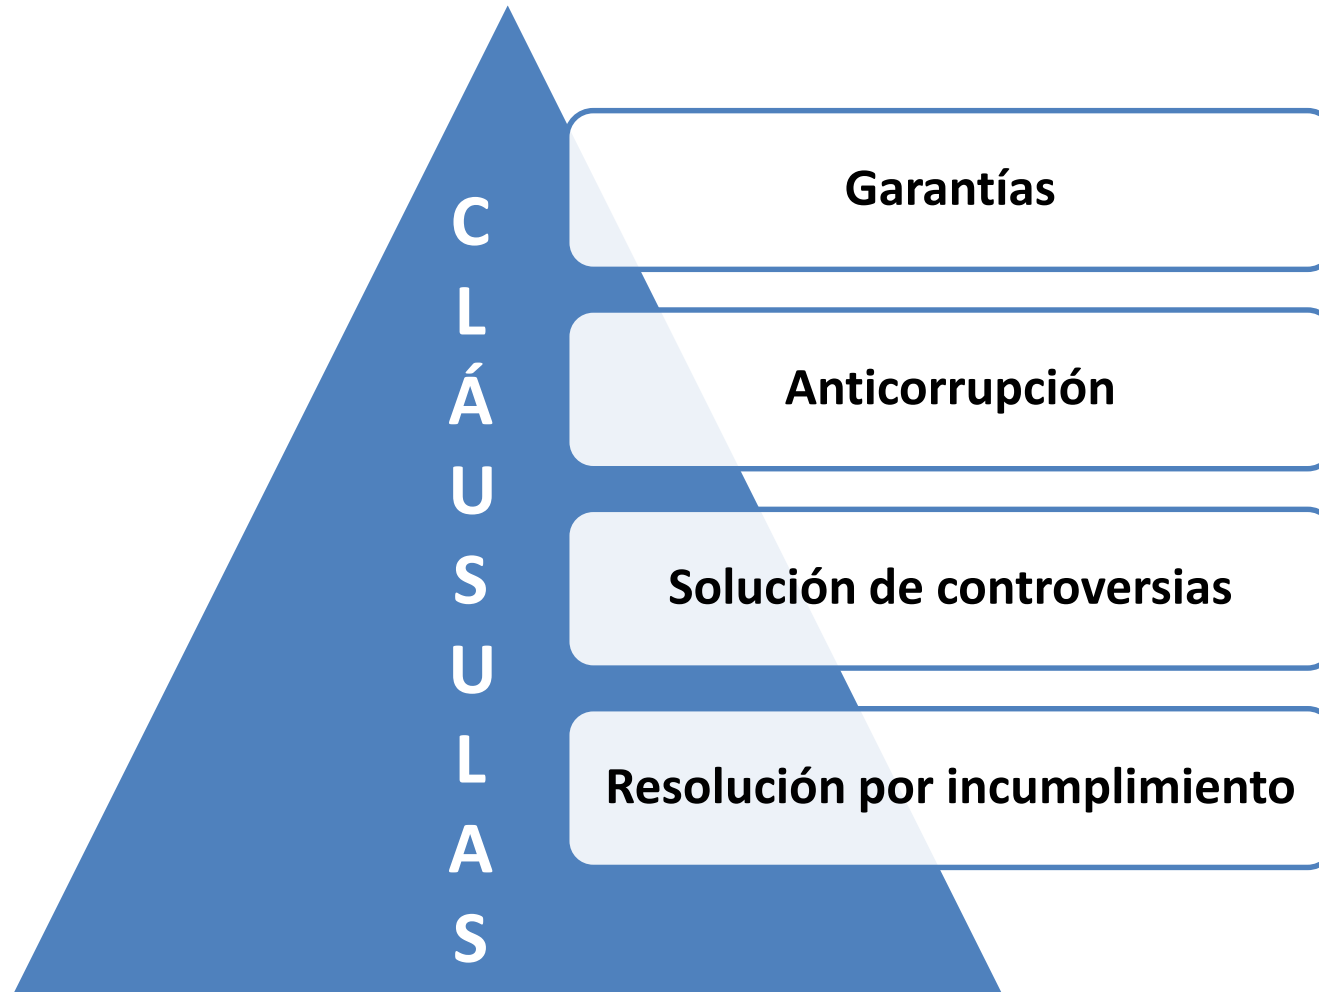 CLÁUSULAS
Garantías
Anticorrupción
Solución de controversias
Resolución por incumplimiento